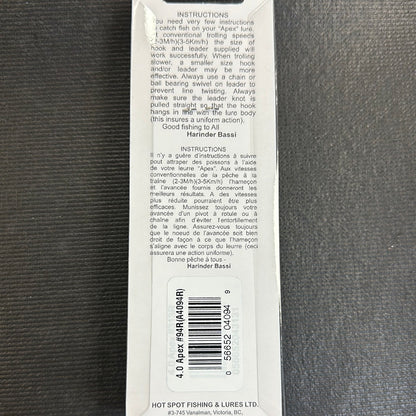 INSTRUCTIONS
You need very few instructions
to catch fish on your "Apex" lure.
At conventional trolling speeds
(2-3M/h)(3-5Km/h) the size of
hook and leader supplied will
work successfully. When trolling
slower, a smaller size hook
and/or leader may be more
effective. Always use a chain or
ball bearing swivel on leader to
prevent line twisting. Always
make sure the leader knot is
pulled straight so that the hook
hangs in line with the lure body
(this insures a uniform action).
Good fishing to All
Harinder Bassi
INSTRUCTIONS
Il n'y a guère d'instructions à suivre
pout attraper des poissons à l'aide
de votre leurre "Apex". Aux vitesses
conventionnelles de la pêche à la
traîne (2-3M/h)(3-5Km/h) l'hameçon
et l'avancée fournis donneront les
meilleurs résultats. A des vitesses
plus réduite pourraient être plus
efficaces. Munissez toujours votre
avancée d'un pivot à rotule ou à
chaîn afin d'éviter l'entortillement
de la ligne. Assurez-vous toujours
que le noeud de l'avancée soit bien
droit de façon à ce que l'hameçon
s'aligne avec le corps du leurre (ceci
assurera une action uniforme).
Bonne pêche à tous -
Harinder Bassi
4.0 Apex #94R(A4094R)
0 56652 04094 9
HOT SPOT FISHING & LURES LTD.
#3-745 Vanalman, Victoria, BC,